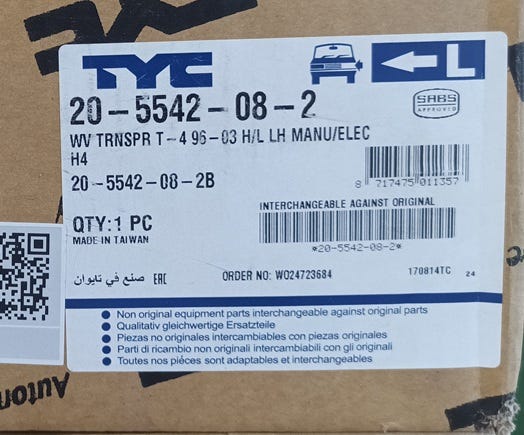 TYC
L
20-5542-08-2
SABS
APPROVED
WV TRNSPR T-4 96-03 H/L LH MANU/ELEC
H4
20-5542-08-2B
8 717475 011357
QTY:1 PC
MADE IN TAIWAN
INTERCHANGEABLE AGAINST ORIGINAL
*20-5542-08-2*
صنع في تايوان EAC
ORDER NO: WO24723684
170814TC
24
Non original equipment parts interchangeable against original parts
Qualitativ gleichwertige Ersatzteile
Piezas no originales intercambiables con piezas originales
Parti di ricambio non originali intercambiabili con gli originali
Toutes nos piéces sont adaptables et interchangeables
Autom